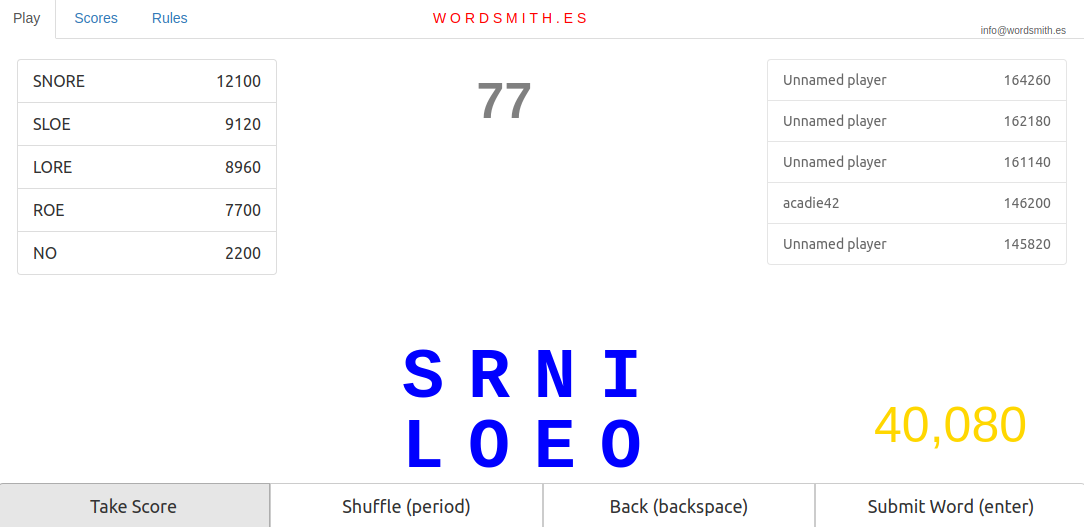 Play Scores Rules WORDSMITH.ES info@wordsmith.es
SNORE 12100
SLOE 9120
LORE 8960
ROE 7700
NO 2200
77
Unnamed player 164260
Unnamed player 162180
Unnamed player 161140
acadie42 146200
Unnamed player 145820
S R N I
L O E O
40,080
Take Score Shuffle (period) Back (backspace) Submit Word (enter)